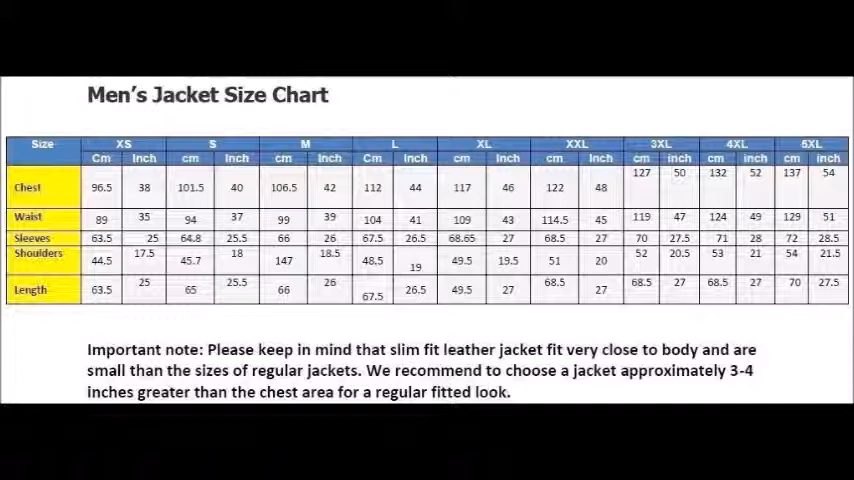 Men's Jacket Size Chart
Size XS S M L XL XXL 3XL 4XL 5XL
Cm Inch cm Inch cm Inch Cm Inch cm Inch cm Inch cm inch cm inch cm inch
Chest 96.5 38 101.5 40 106.5 42 112 44 117 46 122 48 127 50 132 52 137 54
Waist 89 35 94 37 99 39 104 41 109 43 114.5 45 119 47 124 49 129 51
Sleeves 63.5 25 64.8 25.5 66 26 67.5 26.5 68.65 27 68.5 27 70 27.5 71 28 72 28.5
Shoulders 44.5 17.5 45.7 18 147 18.5 48.5 19 49.5 19.5 51 20 52 20.5 53 21 54 21.5
Length 63.5 25 65 25.5 66 26 67.5 26.5 49.5 27 68.5 27 68.5 27 68.5 27 70 27.5
Important note: Please keep in mind that slim fit leather jacket fit very close to body and are
small than the sizes of regular jackets. We recommend to choose a jacket approximately 3-4
inches greater than the chest area for a regular fitted look.